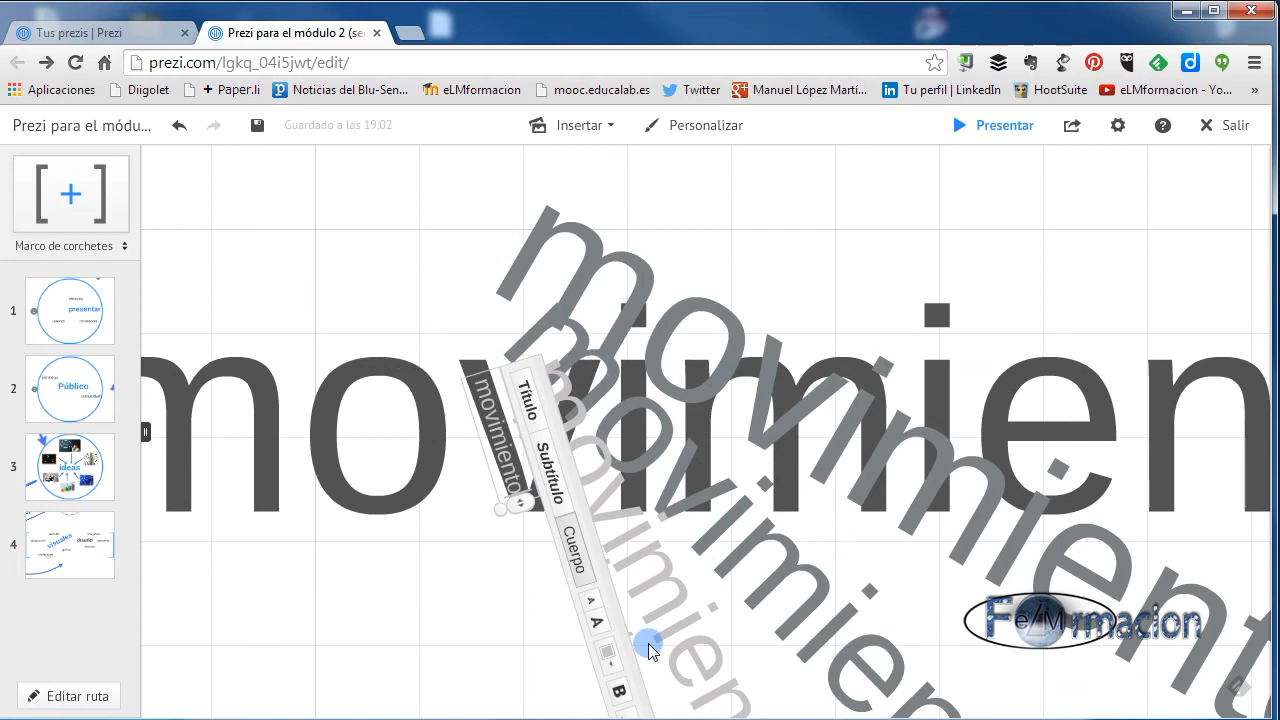 Tus prezis | Prezi
Prezi para el módulo 2 (se
prezi.com/lgkq_04i5jwt/edit/
Aplicaciones
Diigolet
+ Paper.li
Noticias del Blu-Sen...
eLMformacion
mooc.educalab.es
Twitter
Manuel López Martí...
Tu perfil | LinkedIn
HootSuite
eLMformacion - Yo...
»
Prezi para el módu...
Guardado a las 19:02
Insertar
Personalizar
Presentar
Salir
[ + ]
Marco de corchetes
1
presentar
2
Público
3
ideas
4
visuales
diseño
movimient
movimien
movimien
movimien
movimiento
Título
Subtítulo
Cuerpo
A
A
B
FeLMrmacion
Editar ruta